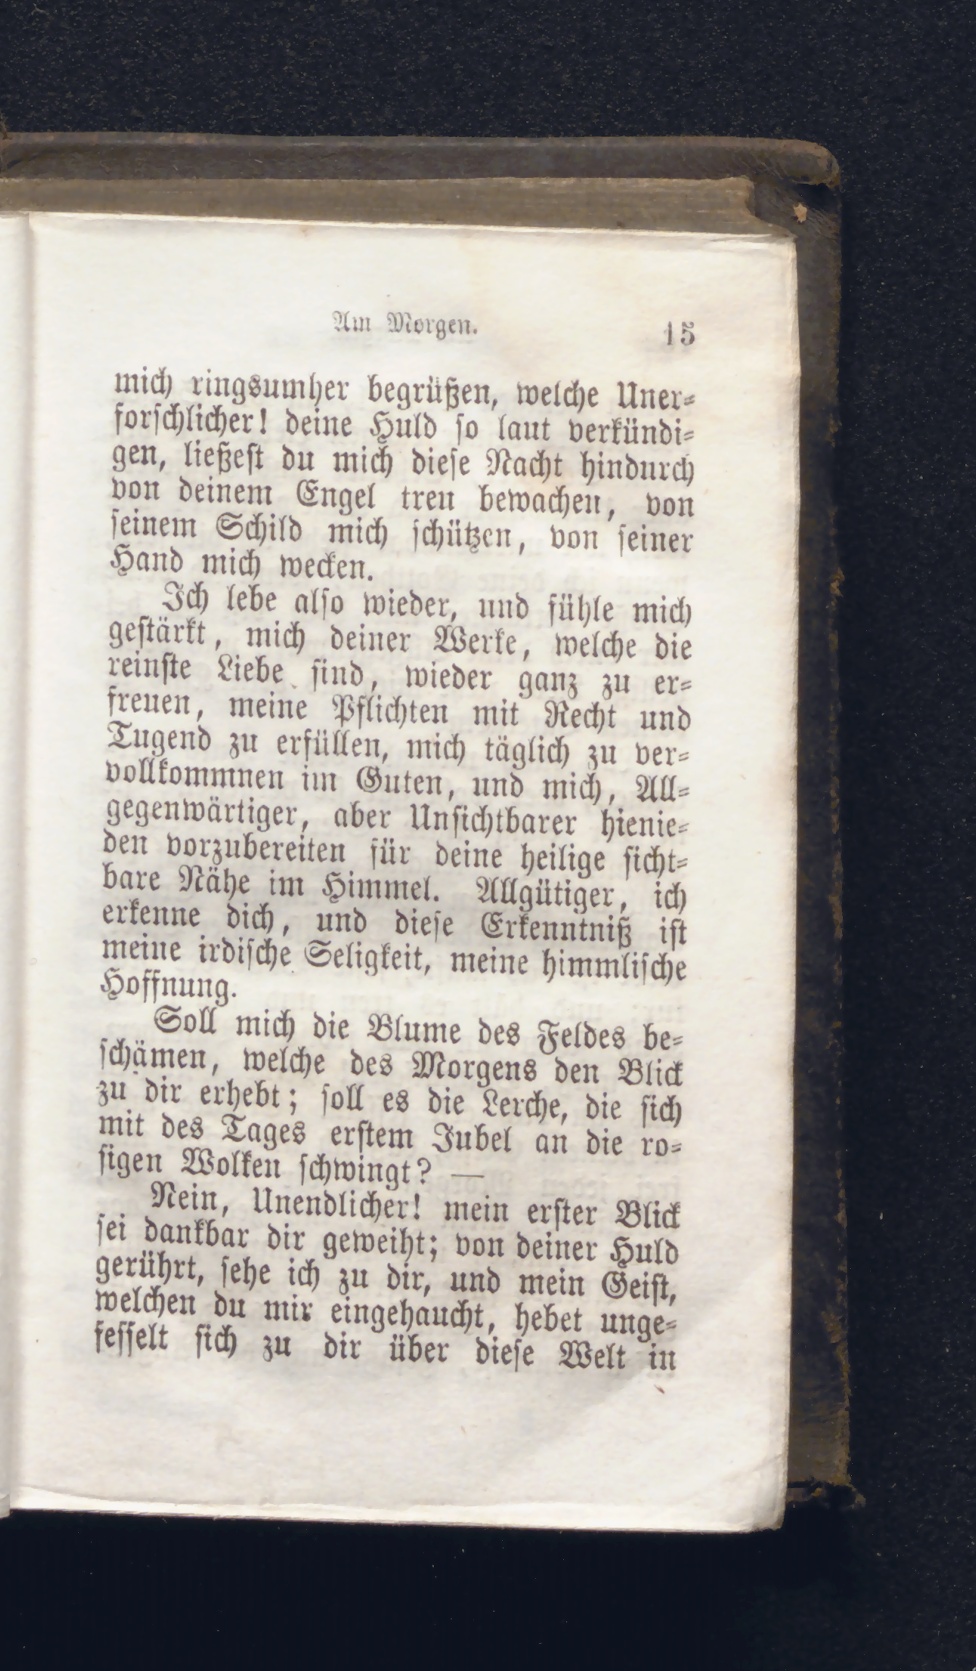 Am Morgen. 15
mich ringsumher begrüßen, welche Uner-
forschlicher! deine Huld so laut verkündi-
gen, ließest du mich diese Nacht hindurch
von deinem Engel treu bewachen, von
seinem Schild mich schützen, von seiner
Hand mich wecken.
Ich lebe also wieder, und fühle mich
gestärkt, mich deiner Werke, welche die
reinste Liebe sind, wieder ganz zu er-
freuen, meine Pflichten mit Recht und
Tugend zu erfüllen, mich täglich zu ver-
vollkommnen im Guten, und mich, All-
gegenwärtiger, aber Unsichtbarer hienie-
den vorzubereiten für deine heilige sicht-
bare Nähe im Himmel. Allgütiger, ich
erkenne dich, und diese Erkenntniß ist
meine irdische Seligkeit, meine himmlische
Hoffnung.
Soll mich die Blume des Feldes be-
schämen, welche des Morgens den Blick
zu dir erhebt; soll es die Lerche, die sich
mit des Tages erstem Jubel an die ro-
sigen Wolken schwingt? —
Nein, Unendlicher! mein erster Blick
sei dankbar dir geweiht; von deiner Huld
gerührt, sehe ich zu dir, und mein Geist,
welchen du mir eingehaucht, hebet unge-
fesselt sich zu dir über diese Welt in